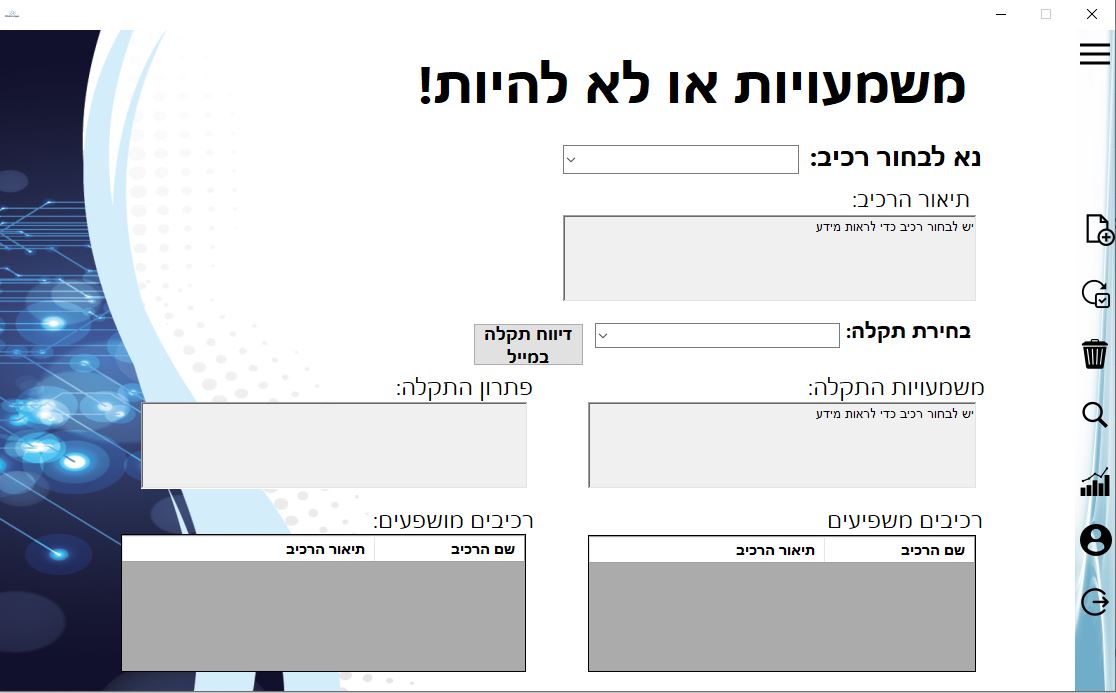 משמעויות או לא להיות!
נא לבחור רכיב:
תיאור הרכיב:
יש לבחור רכיב כדי לראות מידע
בחירת תקלה:
דיווח תקלה
במייל
משמעויות התקלה:
פתרון התקלה:
יש לבחור רכיב כדי לראות מידע
רכיבים משפיעים
רכיבים מושפעים:
שם הרכיב תיאור הרכיב
שם הרכיב תיאור הרכיב